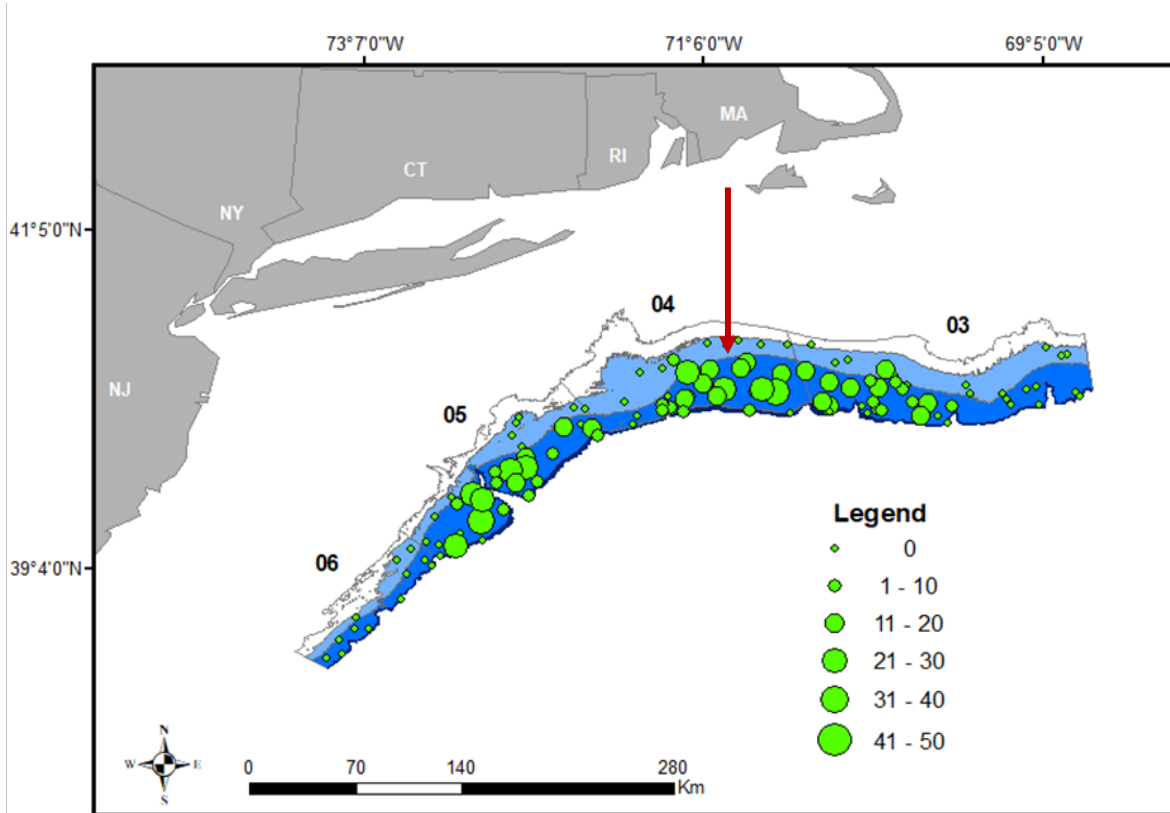 73°7'0"W 71°6'0"W 69°5'0"W
MA
RI
CT
NY
41°5'0"N
04
03
NJ
05
Legend
0
39°4'0"N
06
1 - 10
11 - 20
21 - 30
31 - 40
41 - 50
N
W E
S
0 70 140 280
Km